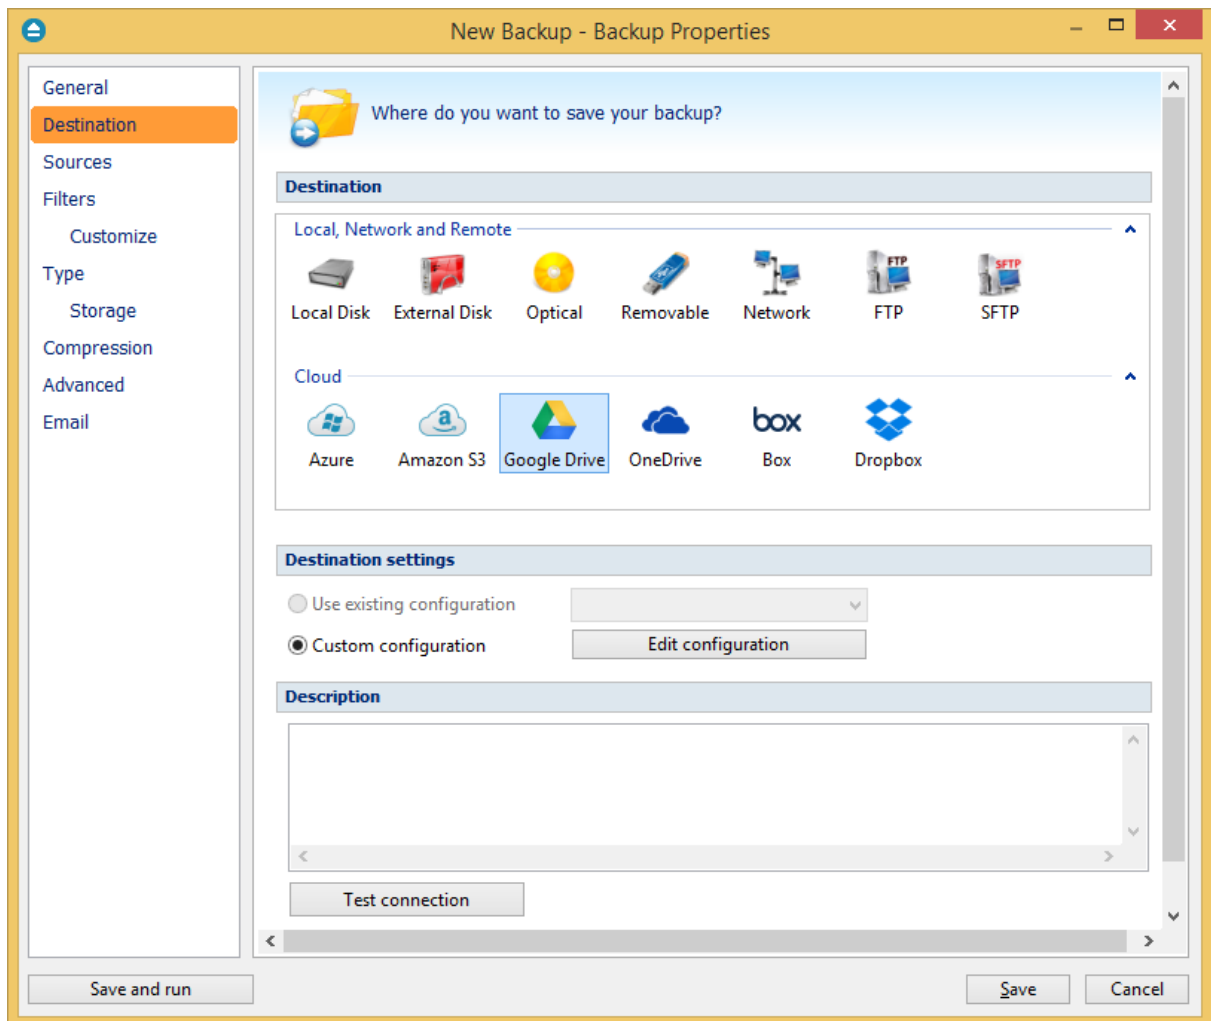 New Backup - Backup Properties
General
Destination
Sources
Filters
Customize
Type
Storage
Compression
Advanced
Email
Where do you want to save your backup?
Destination
Local, Network and Remote
FTP SFTP
Local Disk External Disk Optical Removable Network FTP SFTP
Cloud
a box
Azure Amazon S3 Google Drive OneDrive Box Dropbox
Destination settings
Use existing configuration
Custom configuration Edit configuration
Description
Test connection
Save and run Save Cancel